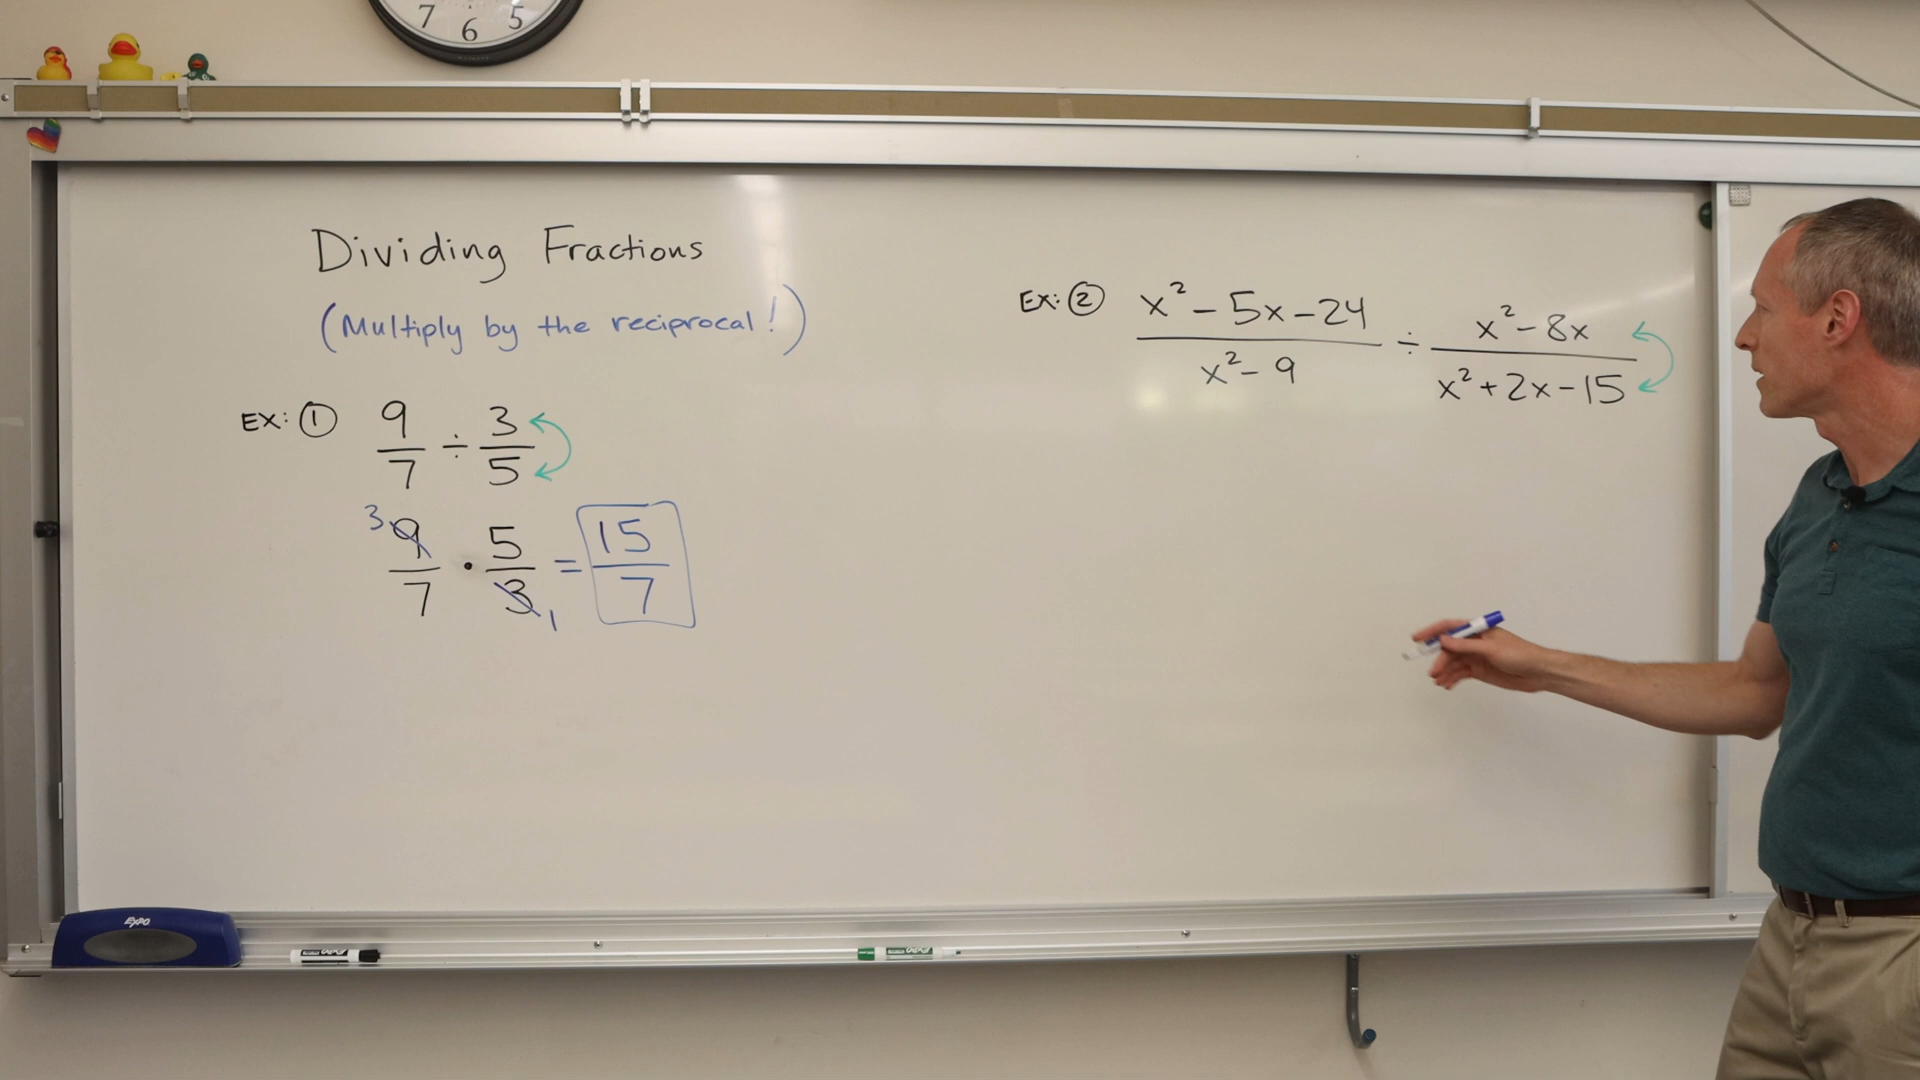 7 6 5
Dividing Fractions
(Multiply by the reciprocal!)
EX: ① 9/7 ÷ 3/5
3 9/7 · 5/3 1 = 15/7
Ex: ② x² - 5x - 24 / x² - 9 ÷ x² - 8x / x² + 2x - 15
EXPO